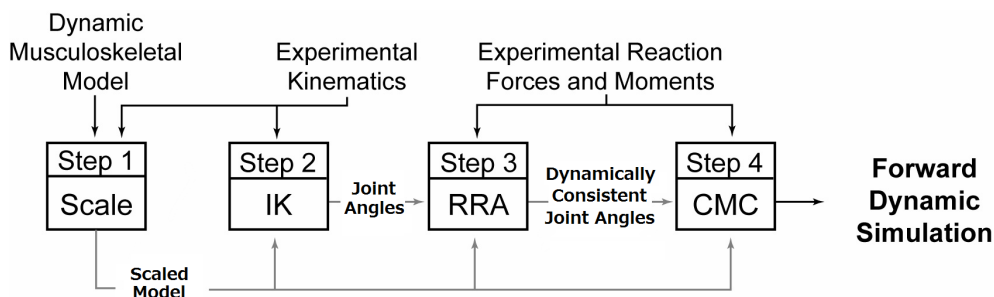 Dynamic
Musculoskeletal
Model
Experimental
Kinematics
Experimental Reaction
Forces and Moments
Step 1
Scale
Step 2
IK
Joint
Angles
Step 3
RRA
Dynamically
Consistent
Joint Angles
Step 4
CMC
Forward
Dynamic
Simulation
Scaled
Model